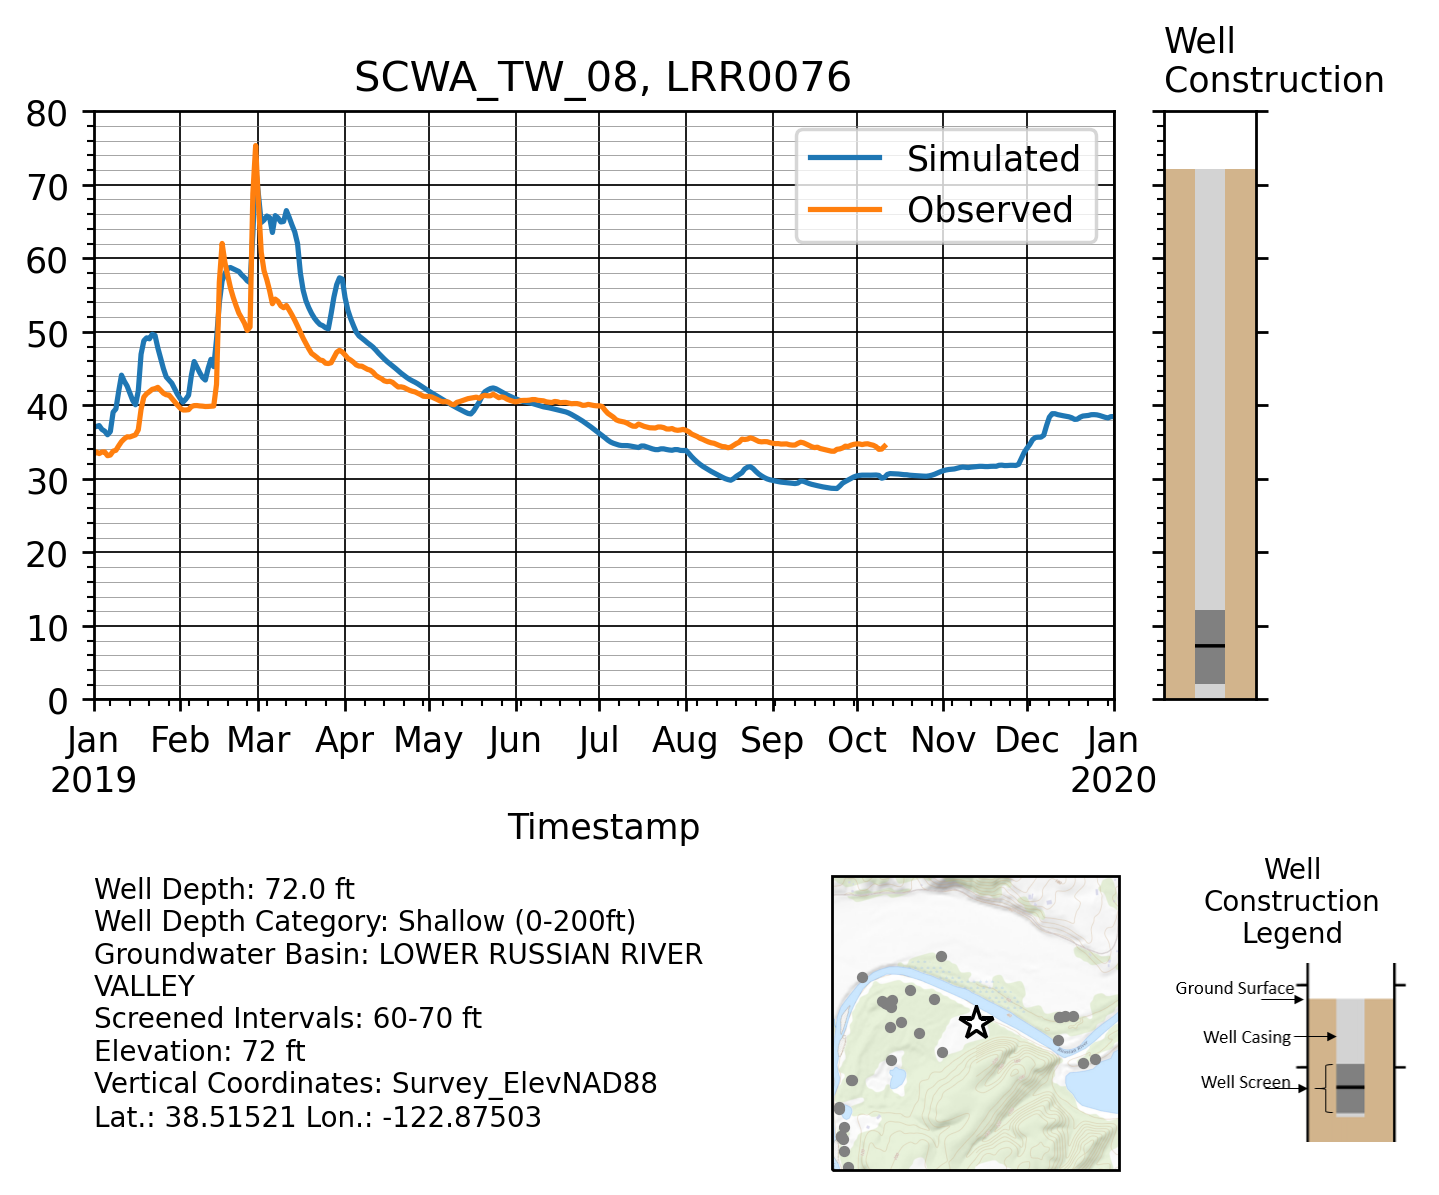 Well
Construction
SCWA_TW_08, LRR0076
80
70
60
50
40
30
20
10
0
Simulated
Observed
Jan
2019
Feb
Mar
Apr
May
Jun
Jul
Aug
Sep
Oct
Nov
Dec
Jan
2020
Timestamp
Well Depth: 72.0 ft
Well Depth Category: Shallow (0-200ft)
Groundwater Basin: LOWER RUSSIAN RIVER
VALLEY
Screened Intervals: 60-70 ft
Elevation: 72 ft
Vertical Coordinates: Survey_ElevNAD88
Lat.: 38.51521 Lon.: -122.87503
Russian River
Well
Construction
Legend
Ground Surface
Well Casing
Well Screen